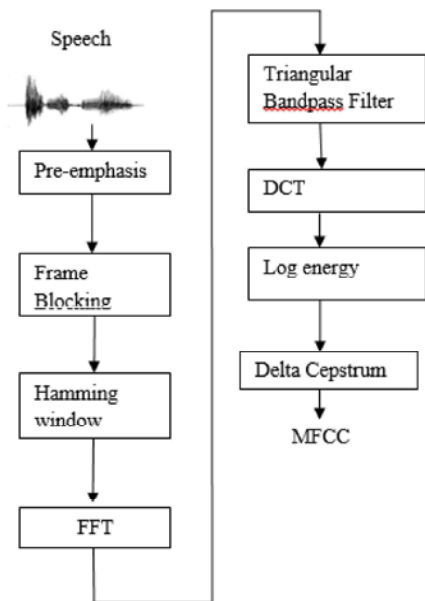 Speech
Pre-emphasis
Frame
Blocking
Hamming
window
FFT
Triangular
Bandpass Filter
DCT
Log energy
Delta Cepstrum
MFCC